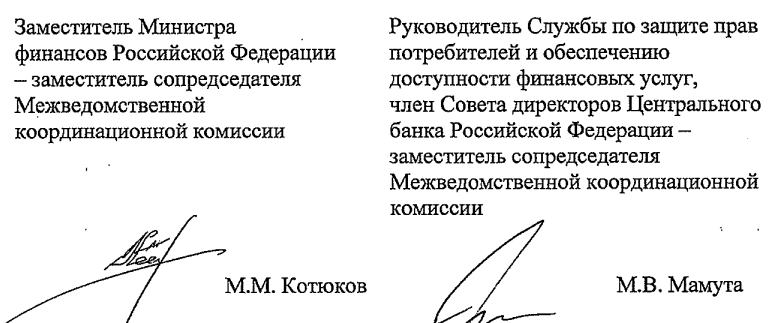 Заместитель Министра
финансов Российской Федерации
– заместитель сопредседателя
Межведомственной
координационной комиссии
М.М. Котюков
Руководитель Службы по защите прав
потребителей и обеспечению
доступности финансовых услуг,
член Совета директоров Центрального
банка Российской Федерации –
заместитель сопредседателя
Межведомственной координационной
комиссии
М.В. Мамута